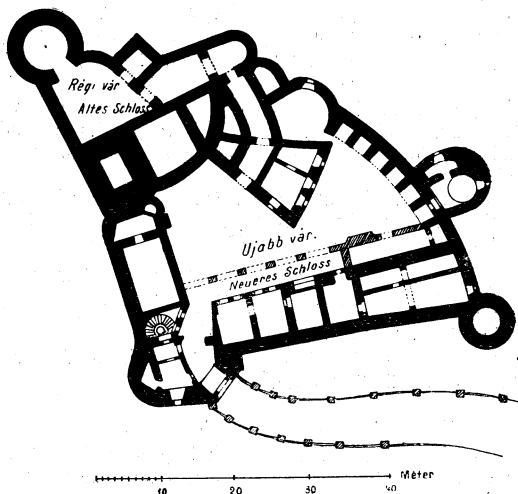 Régi vár
Altes Schloss
Ujabb vár.
Neueres Schloss
Méter
10 20 30 40